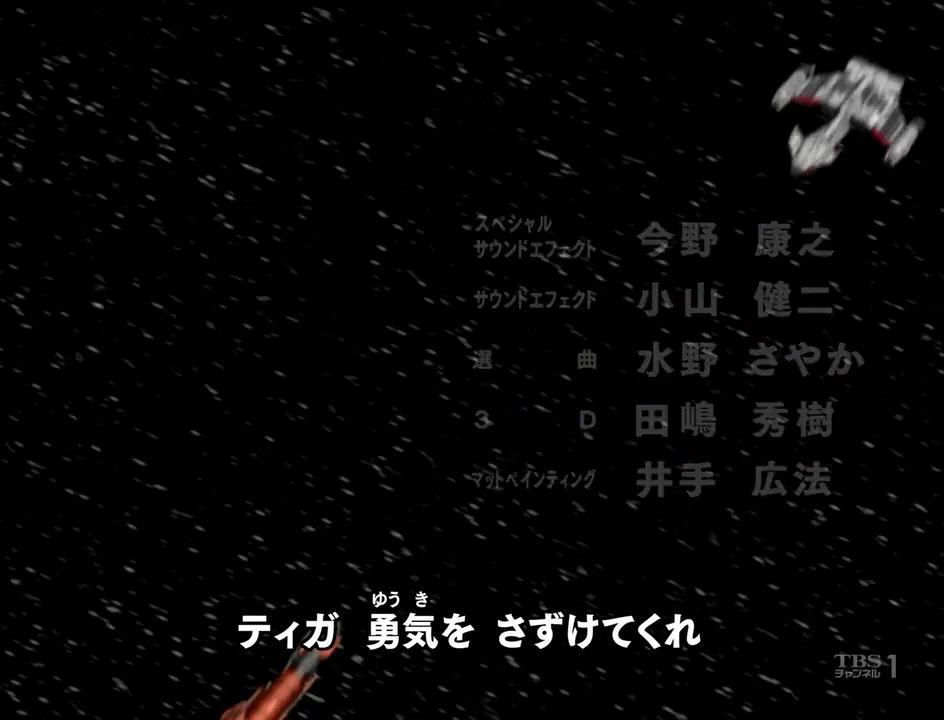 スペシャル
サウンドエフェクト 今野 康之
サウンドエフェクト 小山 健二
選 曲 水野 さやか
3 D 田嶋 秀樹
マットペインティング 井手 広法
ゆう き
ティガ 勇気を さずけてくれ
TBS
チャンネル1